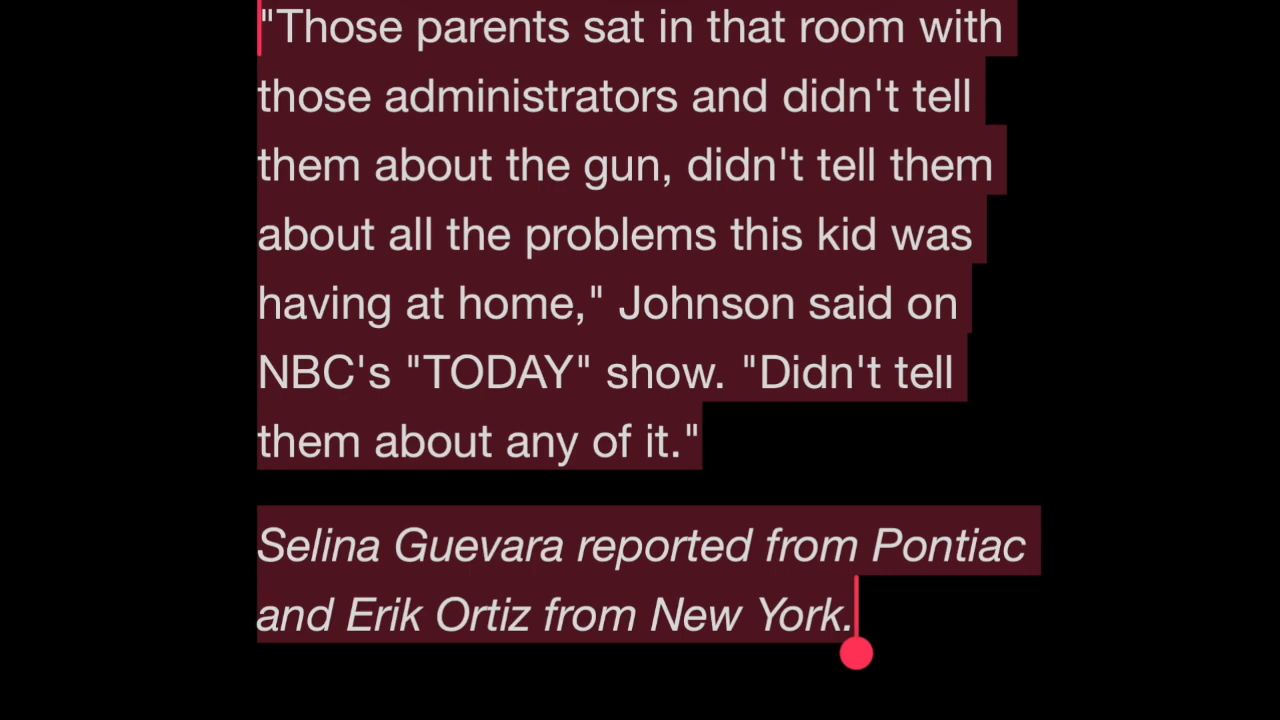 "Those parents sat in that room with
those administrators and didn't tell
them about the gun, didn't tell them
about all the problems this kid was
having at home," Johnson said on
NBC's "TODAY" show. "Didn't tell
them about any of it."
Selina Guevara reported from Pontiac
and Erik Ortiz from New York.